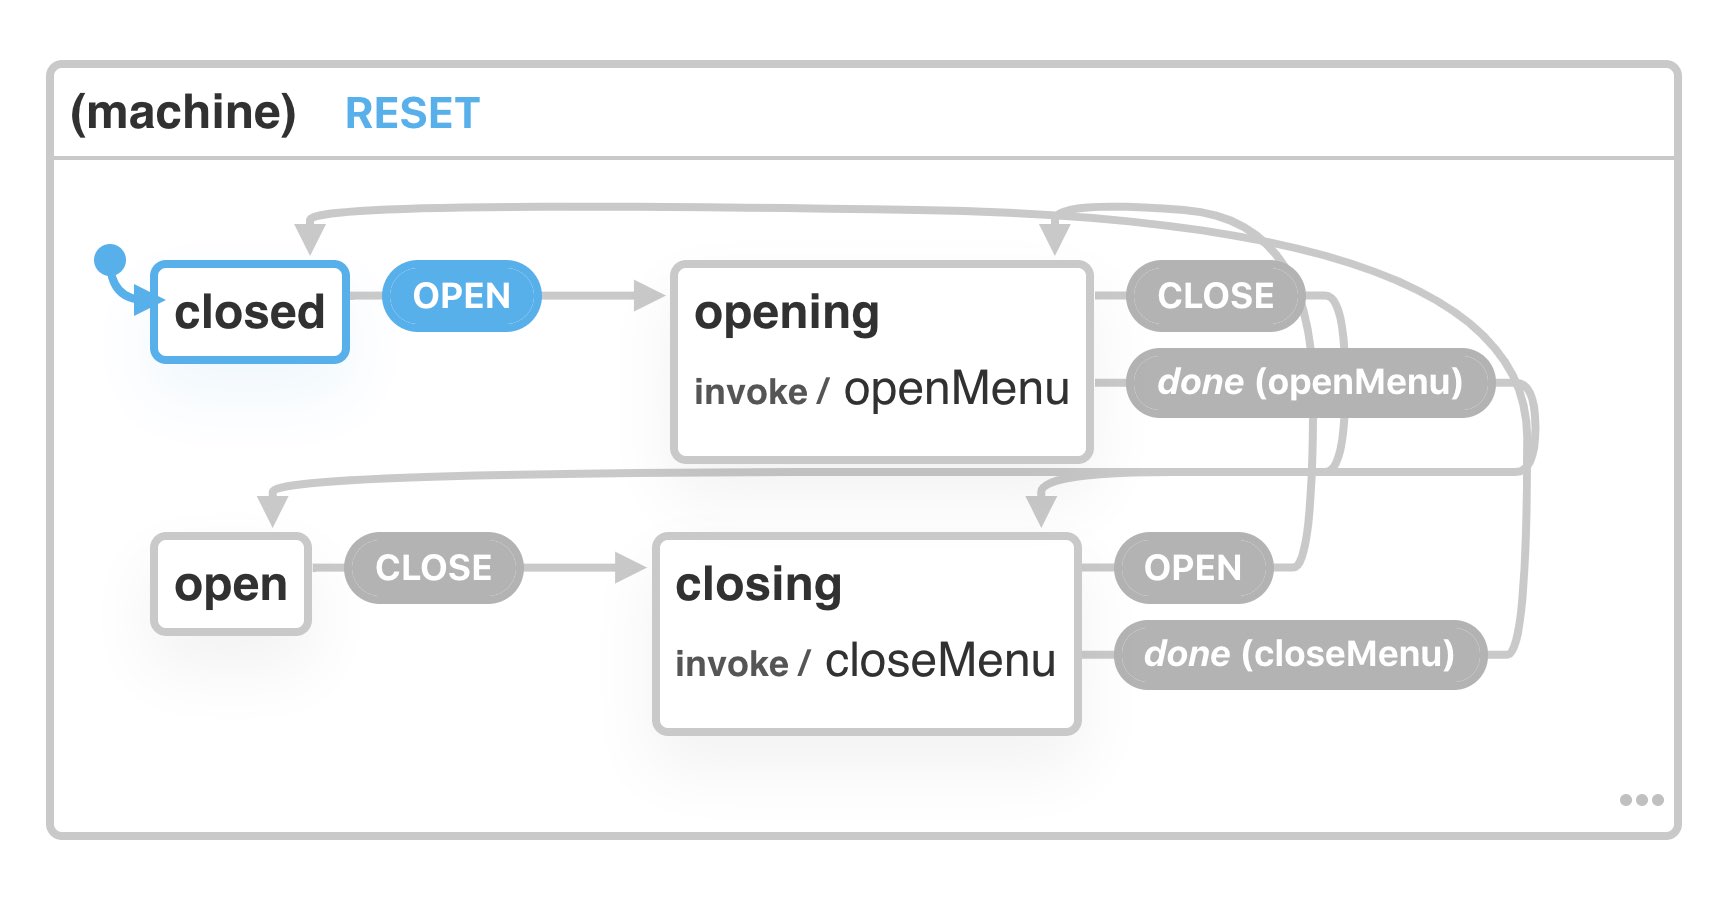 (machine) RESET
closed OPEN opening CLOSE
invoke / openMenu done (openMenu)
open CLOSE closing OPEN
invoke / closeMenu done (closeMenu)